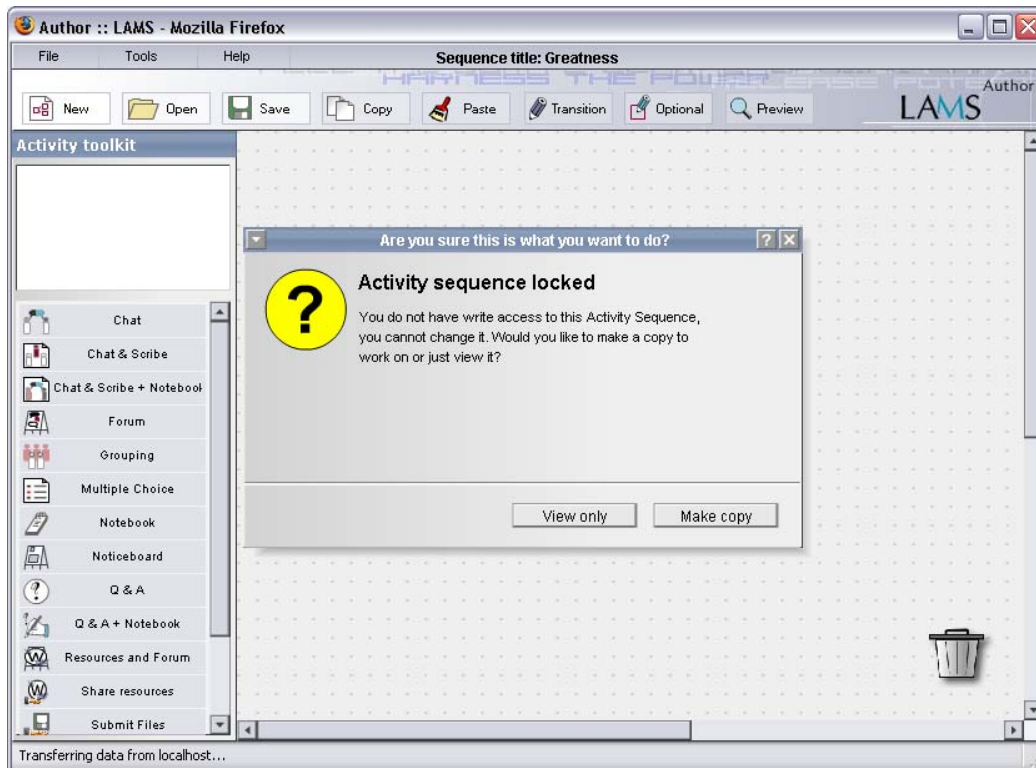 Author :: LAMS - Mozilla Firefox
File Tools Help Sequence title: Greatness
HARNESS THE POWER
Author
New Open Save Copy Paste Transition Optional Preview LAMS
Activity toolkit
Are you sure this is what you want to do?
Activity sequence locked
You do not have write access to this Activity Sequence,
you cannot change it. Would you like to make a copy to
work on or just view it?
View only Make copy
Chat
Chat & Scribe
Chat & Scribe + Notebook
Forum
Grouping
Multiple Choice
Notebook
Noticeboard
Q & A
Q & A + Notebook
Resources and Forum
Share resources
Submit Files
Transferring data from localhost...